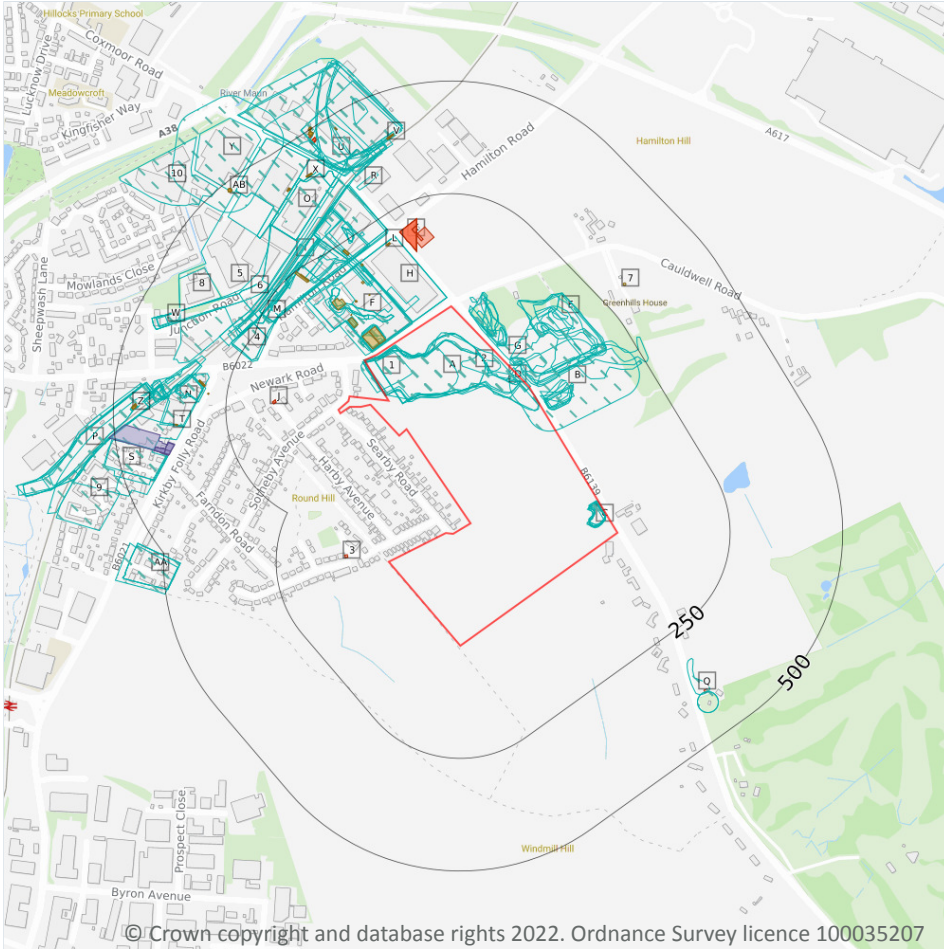 Hillocks Primary School
Coxmoor Road
Lucknow Drive
Meadowcroft
Kingfisher Way
River Maun
A38
A617
Hamilton Hill
Hamilton Road
V
U
Y
10
X
R
AB
O
L
Cauldwell Road
7
Greenhills House
H
5
8
6
Mowlands Close
Sheepwash Lane
F
W
M
Junction Road
4
B6022
Newark Road
1
A
2
G
B
J
N
Z
T
P
S
9
Kirkby Folly Road
Sotheby Avenue
Harby Avenue
Searby Road
Round Hill
Farndon Road
B6139
3
B6021
AA
250
500
Q
Prospect Close
Windmill Hill
Byron Avenue
© Crown copyright and database rights 2022. Ordnance Survey licence 100035207